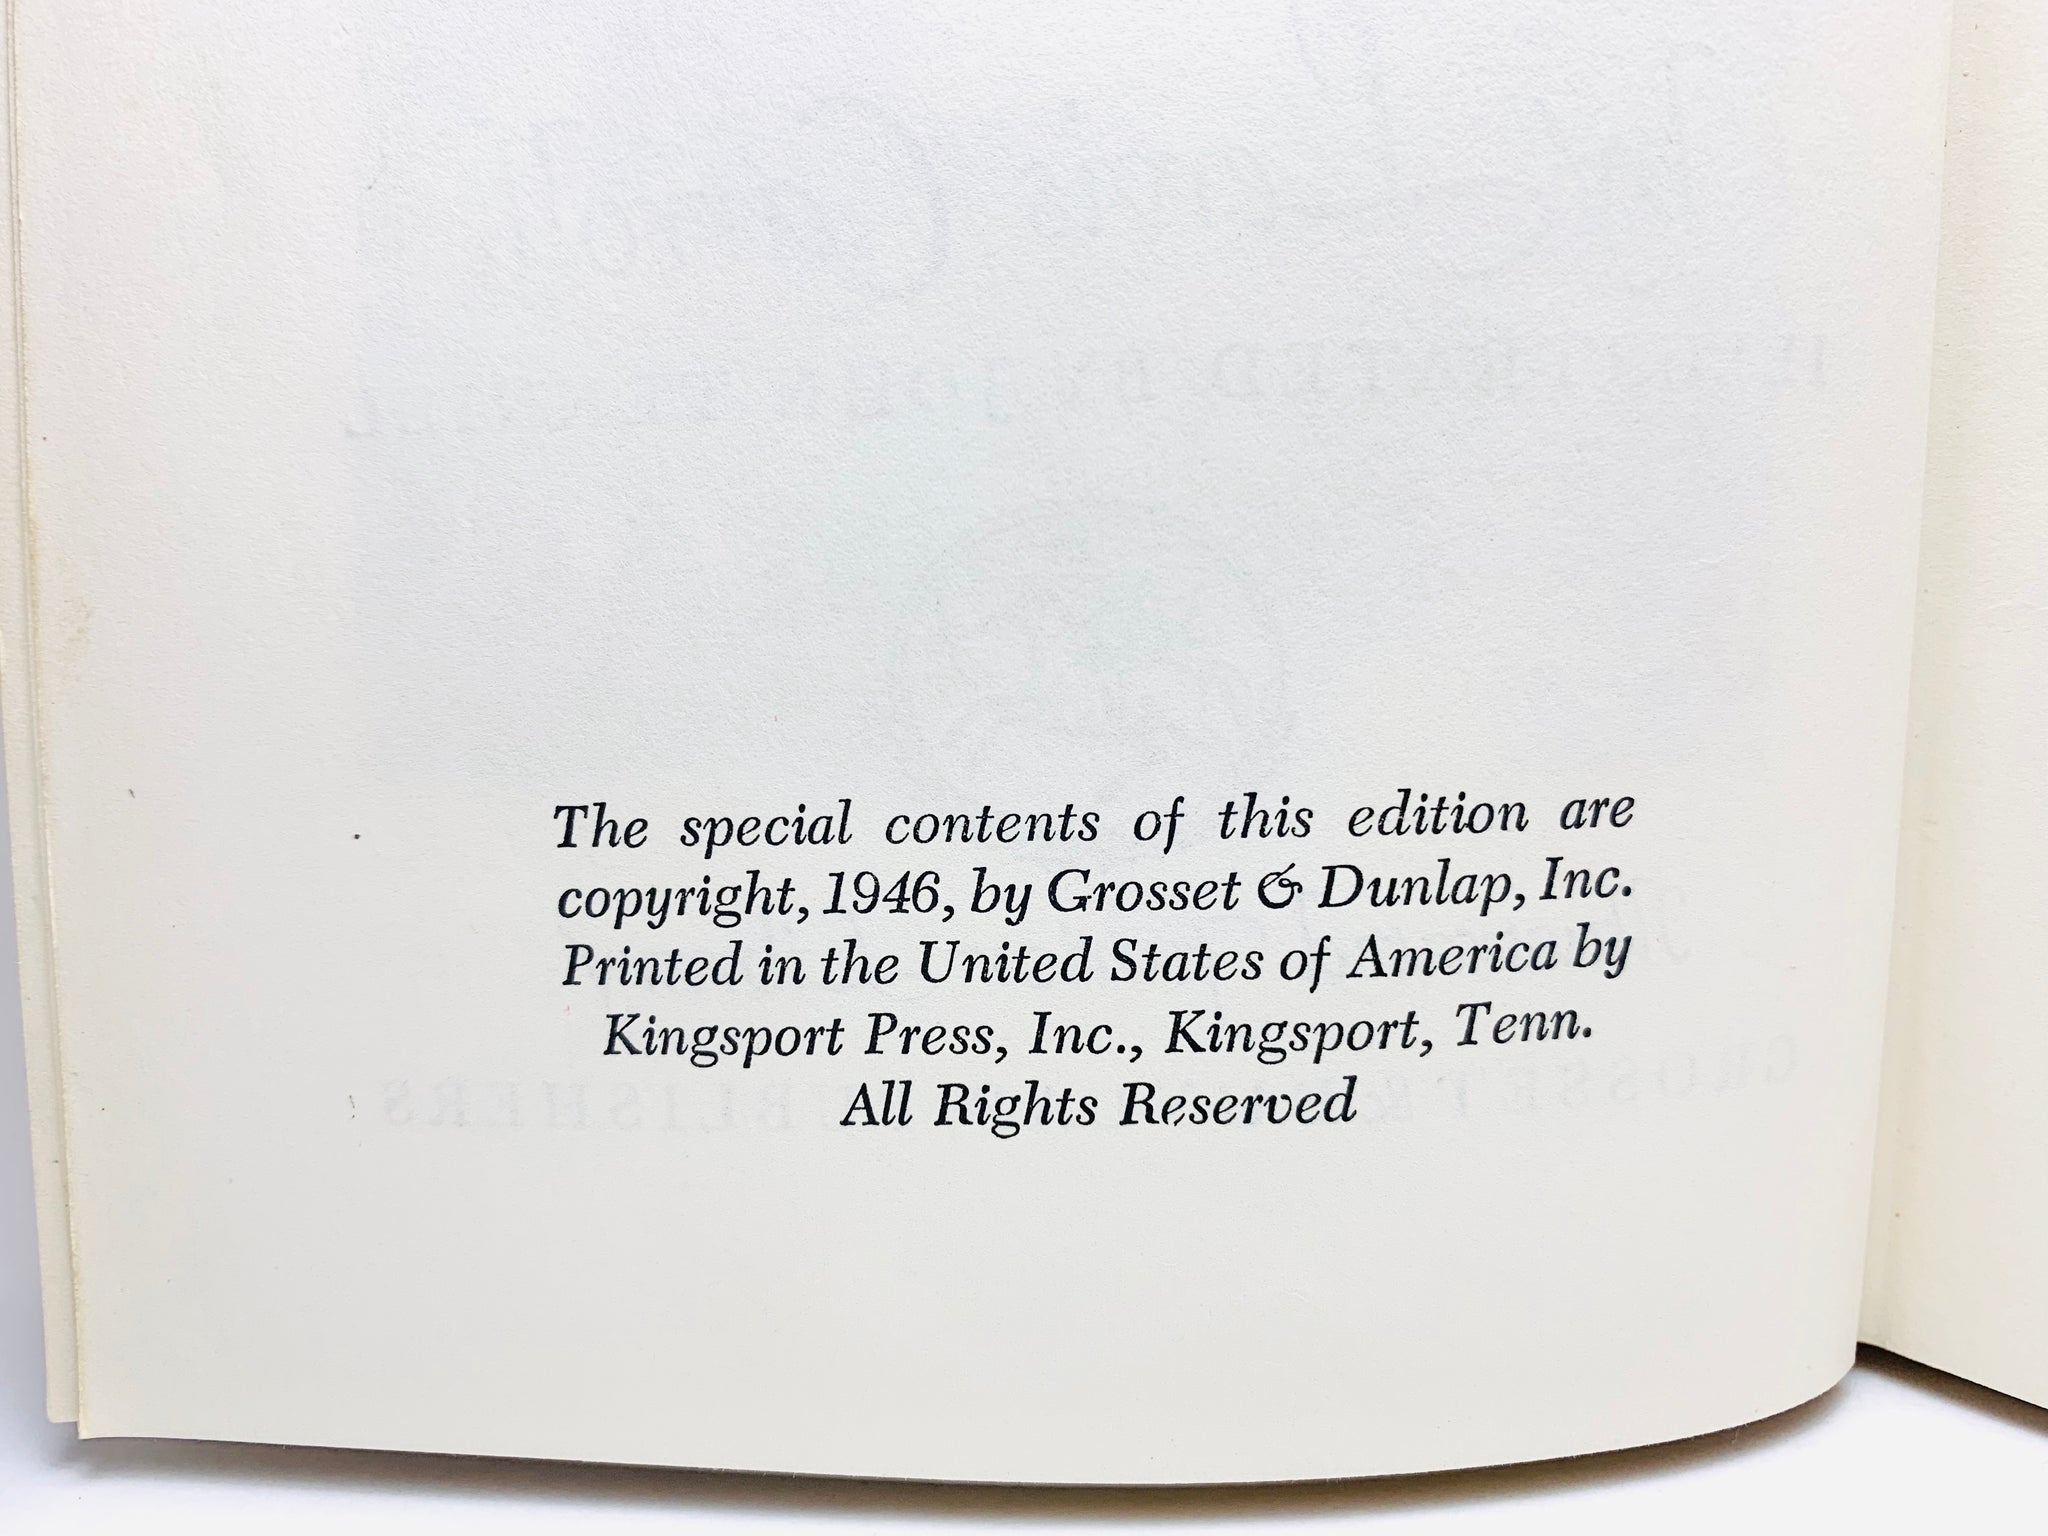 The special contents of this edition are
copyright, 1946, by Grosset & Dunlap, Inc.
Printed in the United States of America by
Kingsport Press, Inc., Kingsport, Tenn.
All Rights Reserved